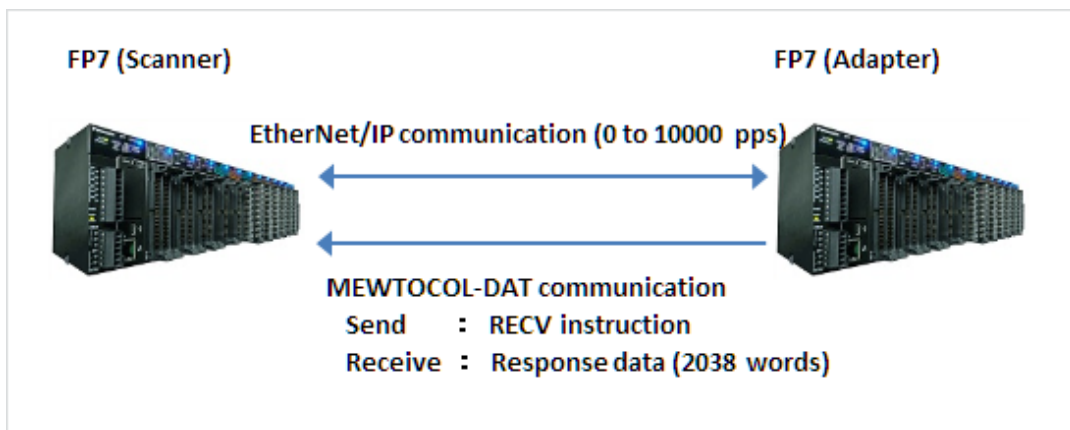 FP7 (Scanner)
FP7 (Adapter)
EtherNet/IP communication (0 to 10000 pps)
MEWTOCOL-DAT communication
Send : RECV instruction
Receive : Response data (2038 words)